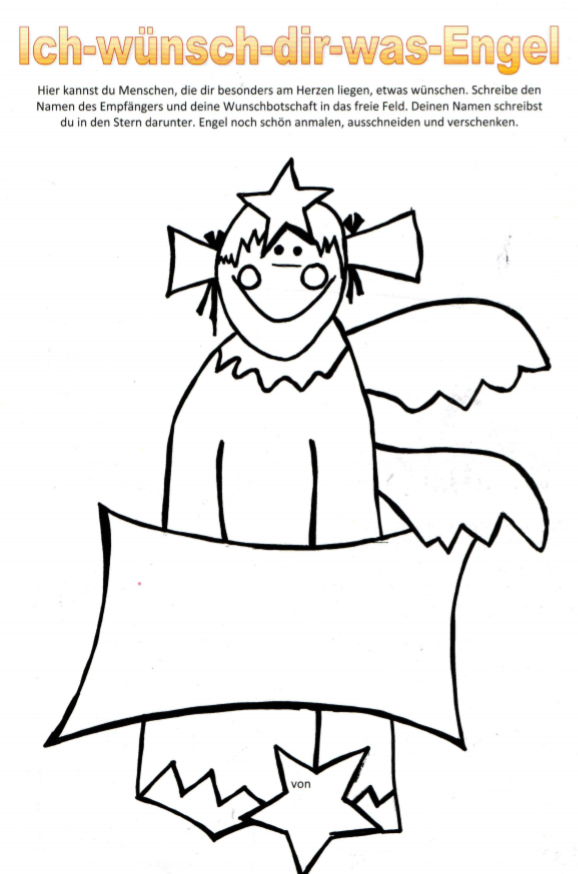 Ich-wünsch-dir-was-Engel
Hier kannst du Menschen, die dir besonders am Herzen liegen, etwas wünschen. Schreibe den
Namen des Empfängers und deine Wunschbotschaft in das freie Feld. Deinen Namen schreibst
du in den Stern darunter. Engel noch schön anmalen, ausschneiden und verschenken.
von